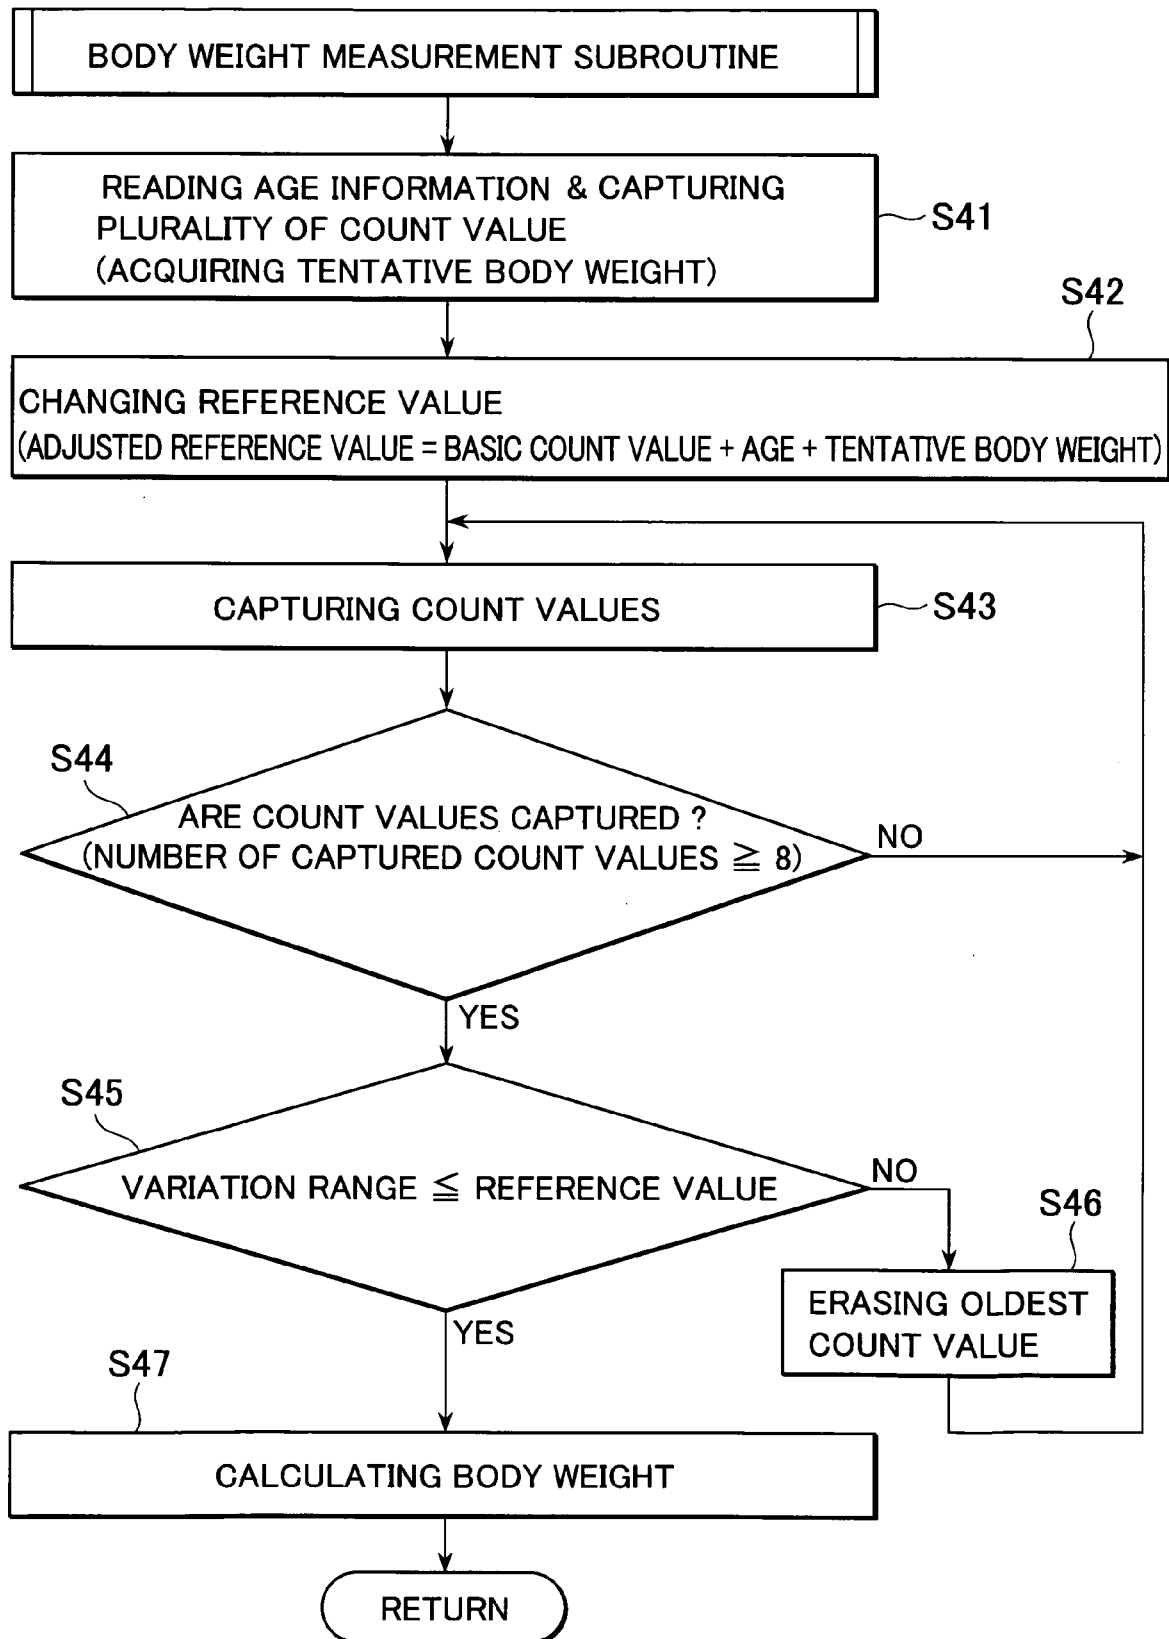 BODY WEIGHT MEASUREMENT SUBROUTINE
READING AGE INFORMATION & CAPTURING
PLURALITY OF COUNT VALUE
(ACQUIRING TENTATIVE BODY WEIGHT)
S41
S42
CHANGING REFERENCE VALUE
(ADJUSTED REFERENCE VALUE = BASIC COUNT VALUE + AGE + TENTATIVE BODY WEIGHT)
CAPTURING COUNT VALUES
S43
S44
ARE COUNT VALUES CAPTURED ?
(NUMBER OF CAPTURED COUNT VALUES ≧ 8)
NO
YES
S45
VARIATION RANGE ≦ REFERENCE VALUE
NO
S46
ERASING OLDEST
COUNT VALUE
YES
S47
CALCULATING BODY WEIGHT
RETURN